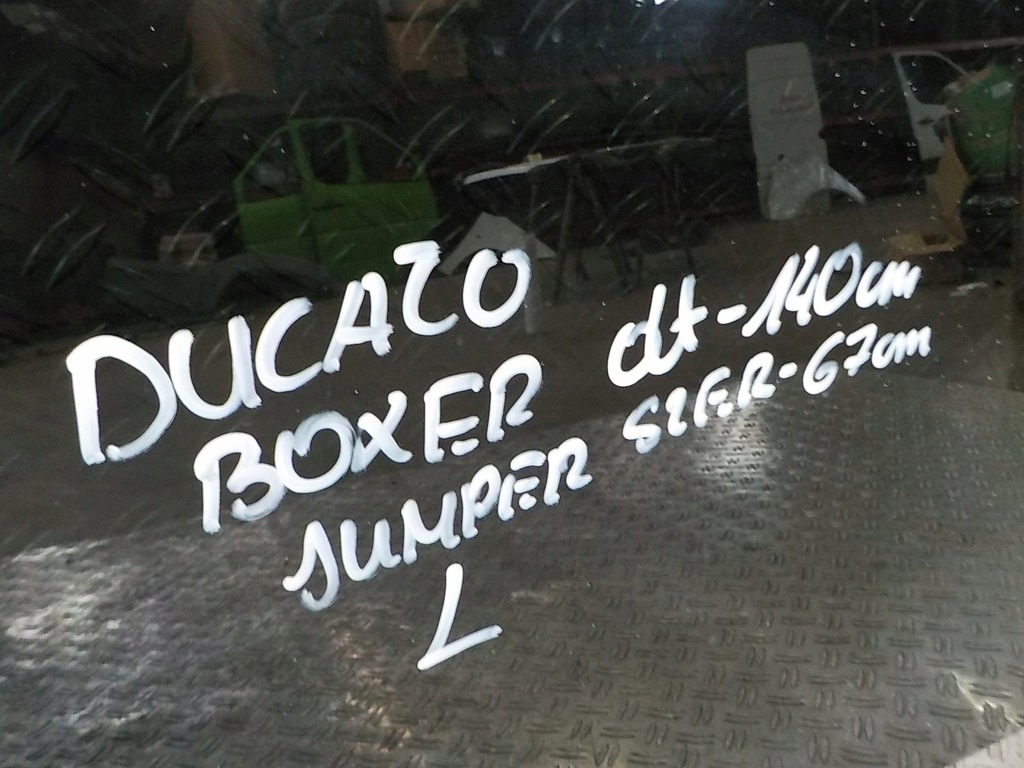 DUCATO
BOXER
JUMPER
L
dł-140cm
SZER-67cm